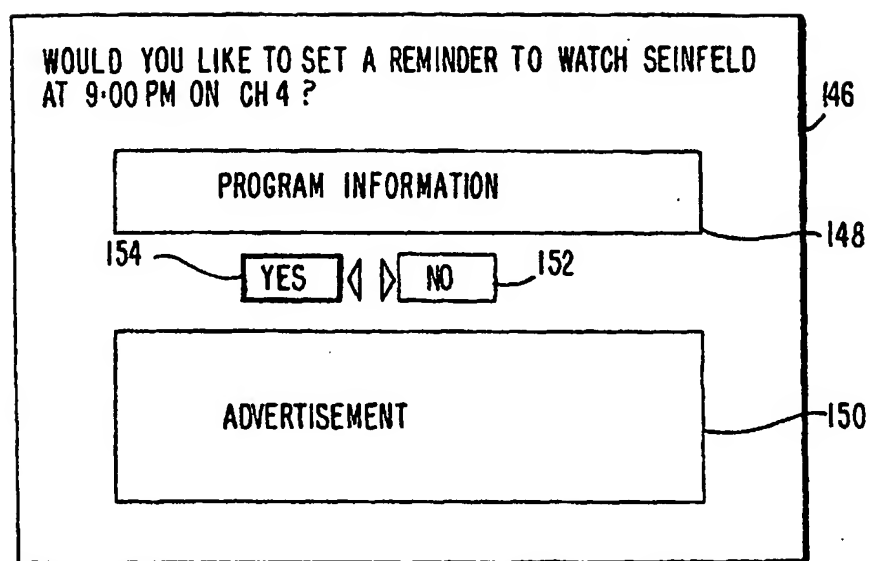 WOULD YOU LIKE TO SET A REMINDER TO WATCH SEINFELD
AT 9:00 PM ON CH 4 ?
146
PROGRAM INFORMATION
148
154
YES
NO
152
ADVERTISEMENT
150